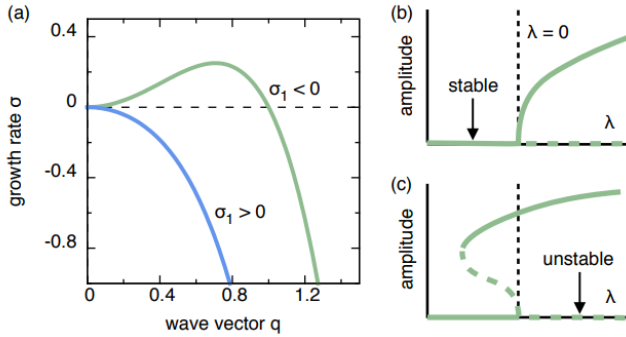 (a)
0.4
0
-0.4
-0.8
growth rate σ
σ₁ < 0
σ₁ > 0
0 0.4 0.8 1.2
wave vector q
(b)
amplitude
λ = 0
stable
λ
(c)
amplitude
unstable
λ